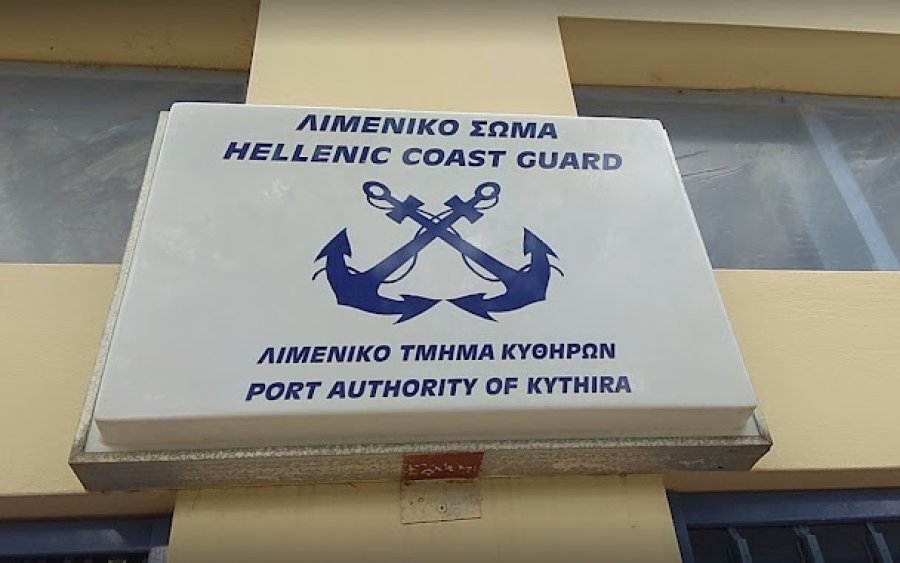 ΛΙΜΕΝΙΚΟ ΣΩΜΑ
HELLENIC COAST GUARD
ΛΙΜΕΝΙΚΟ ΤΜΗΜΑ ΚΥΘΗΡΩΝ
PORT AUTHORITY OF KYTHIRA